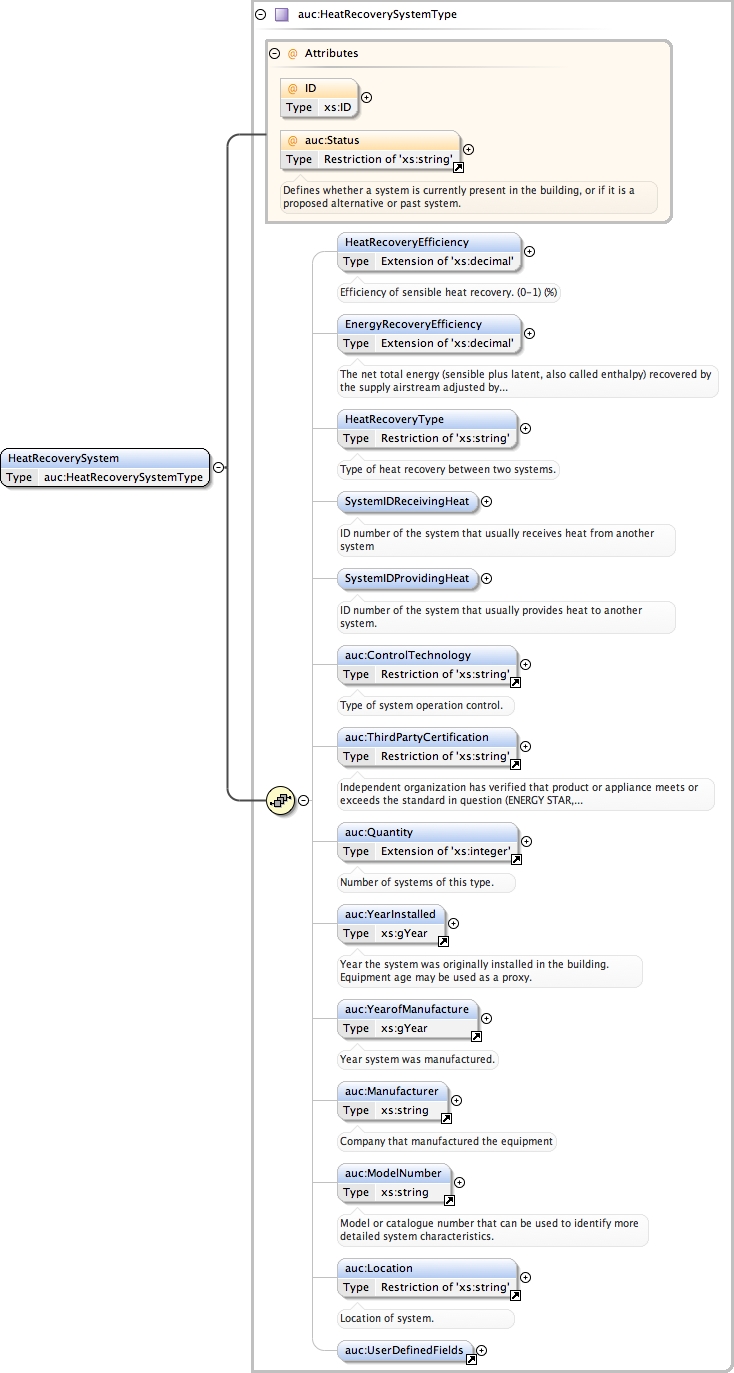 auc:HeatRecoverySystemType
@ Attributes
@ ID
Type xs:ID
@ auc:Status
Type Restriction of 'xs:string'
Defines whether a system is currently present in the building, or if it is a
proposed alternative or past system.
HeatRecoveryEfficiency
Type Extension of 'xs:decimal'
Efficiency of sensible heat recovery. (0-1) (%)
EnergyRecoveryEfficiency
Type Extension of 'xs:decimal'
The net total energy (sensible plus latent, also called enthalpy) recovered by
the supply airstream adjusted by...
HeatRecoveryType
Type Restriction of 'xs:string'
Type of heat recovery between two systems.
HeatRecoverySystem
Type auc:HeatRecoverySystemType
SystemIDReceivingHeat
ID number of the system that usually receives heat from another
system
SystemIDProvidingHeat
ID number of the system that usually provides heat to another
system.
auc:ControlTechnology
Type Restriction of 'xs:string'
Type of system operation control.
auc:ThirdPartyCertification
Type Restriction of 'xs:string'
Independent organization has verified that product or appliance meets or
exceeds the standard in question (ENERGY STAR,...
auc:Quantity
Type Extension of 'xs:integer'
Number of systems of this type.
auc:YearInstalled
Type xs:gYear
Year the system was originally installed in the building.
Equipment age may be used as a proxy.
auc:YearofManufacture
Type xs:gYear
Year system was manufactured.
auc:Manufacturer
Type xs:string
Company that manufactured the equipment
auc:ModelNumber
Type xs:string
Model or catalogue number that can be used to identify more
detailed system characteristics.
auc:Location
Type Restriction of 'xs:string'
Location of system.
auc:UserDefinedFields